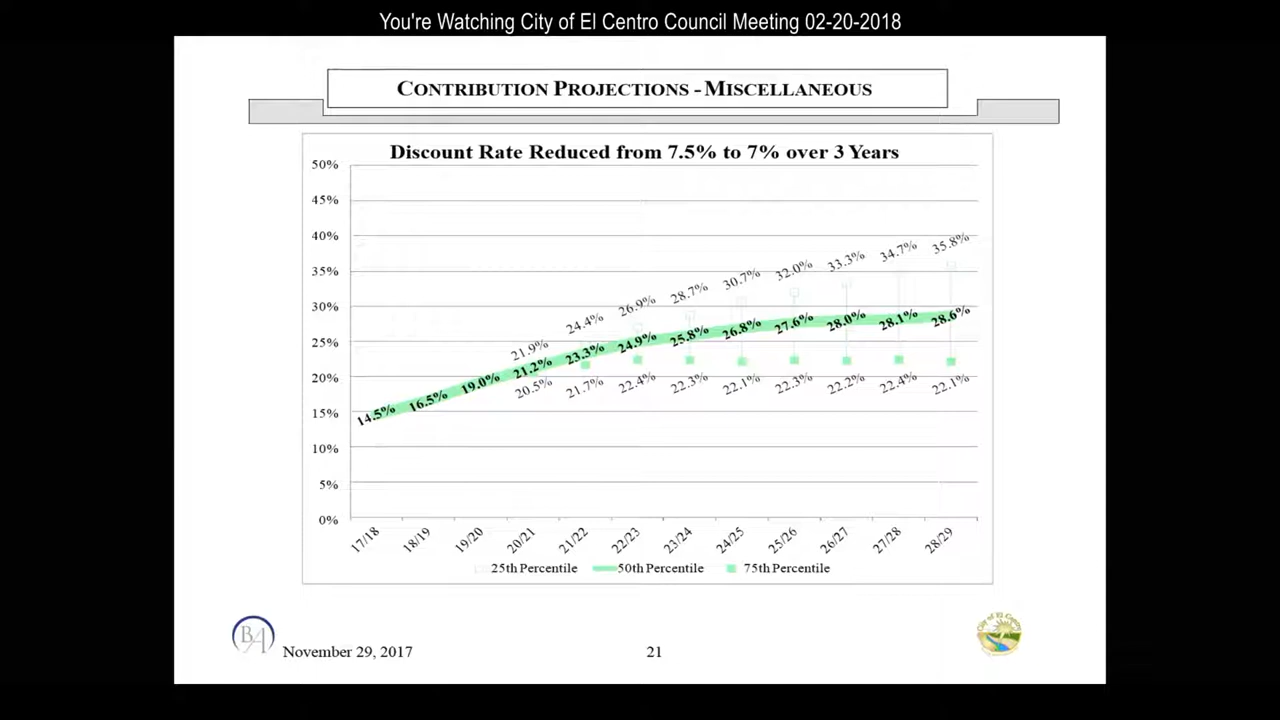 You're Watching City of El Centro Council Meeting 02-20-2018
CONTRIBUTION PROJECTIONS - MISCELLANEOUS
Discount Rate Reduced from 7.5% to 7% over 3 Years
50%
45%
40%
35%
30%
25%
20%
15%
10%
5%
0%
21.9% 24.4% 26.9% 28.7% 30.7% 32.0% 33.3% 34.7% 35.8%
14.5% 16.5% 19.0% 21.2% 23.3% 24.9% 25.8% 26.8% 27.6% 28.0% 28.1% 28.6%
20.5% 21.7% 22.4% 22.3% 22.1% 22.3% 22.2% 22.4% 22.1%
17/18 18/19 19/20 20/21 21/22 22/23 23/24 24/25 25/26 26/27 27/28 28/29
25th Percentile 50th Percentile 75th Percentile
BA
City of El Centro
November 29, 2017
21